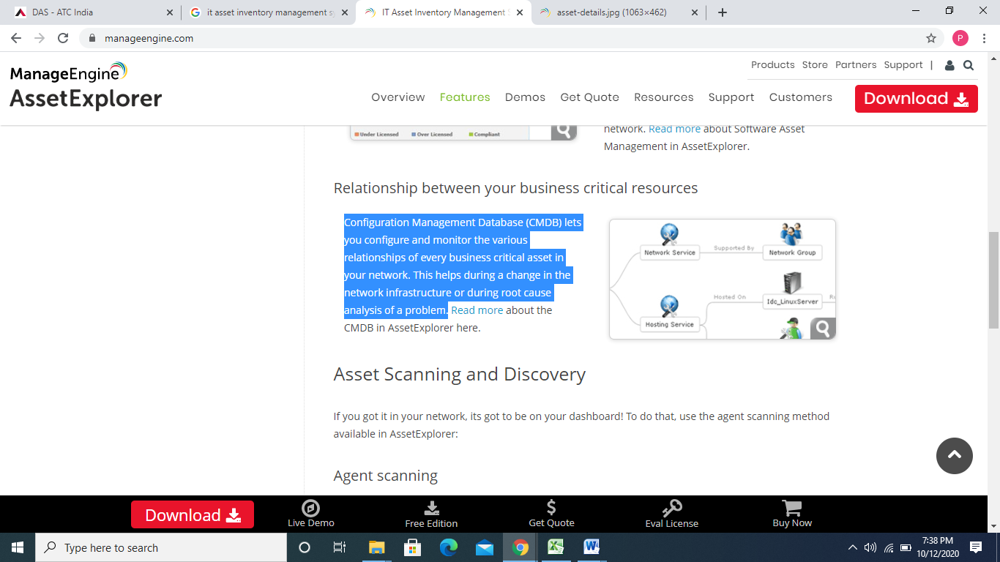 DAS - ATC India
it asset inventory management sy
IT Asset Inventory Management S
asset-details.jpg (1063×462)
manageengine.com
P
ManageEngine
AssetExplorer
Products Store Partners Support |
Overview Features Demos Get Quote Resources Support Customers
Download
Under Licensed Over Licensed Compliant
network. Read more about Software Asset
Management in AssetExplorer.
Relationship between your business critical resources
Configuration Management Database (CMDB) lets
you configure and monitor the various
relationships of every business critical asset in
your network. This helps during a change in the
network infrastructure or during root cause
analysis of a problem. Read more about the
CMDB in AssetExplorer here.
Network Service Supported By Network Group
Hosted On Idc_LinuxServer
Hosting Service
Asset Scanning and Discovery
If you got it in your network, its got to be on your dashboard! To do that, use the agent scanning method
available in AssetExplorer:
Agent scanning
Download
Live Demo
Free Edition
Get Quote
Eval License
Buy Now
Type here to search
7:38 PM
10/12/2020